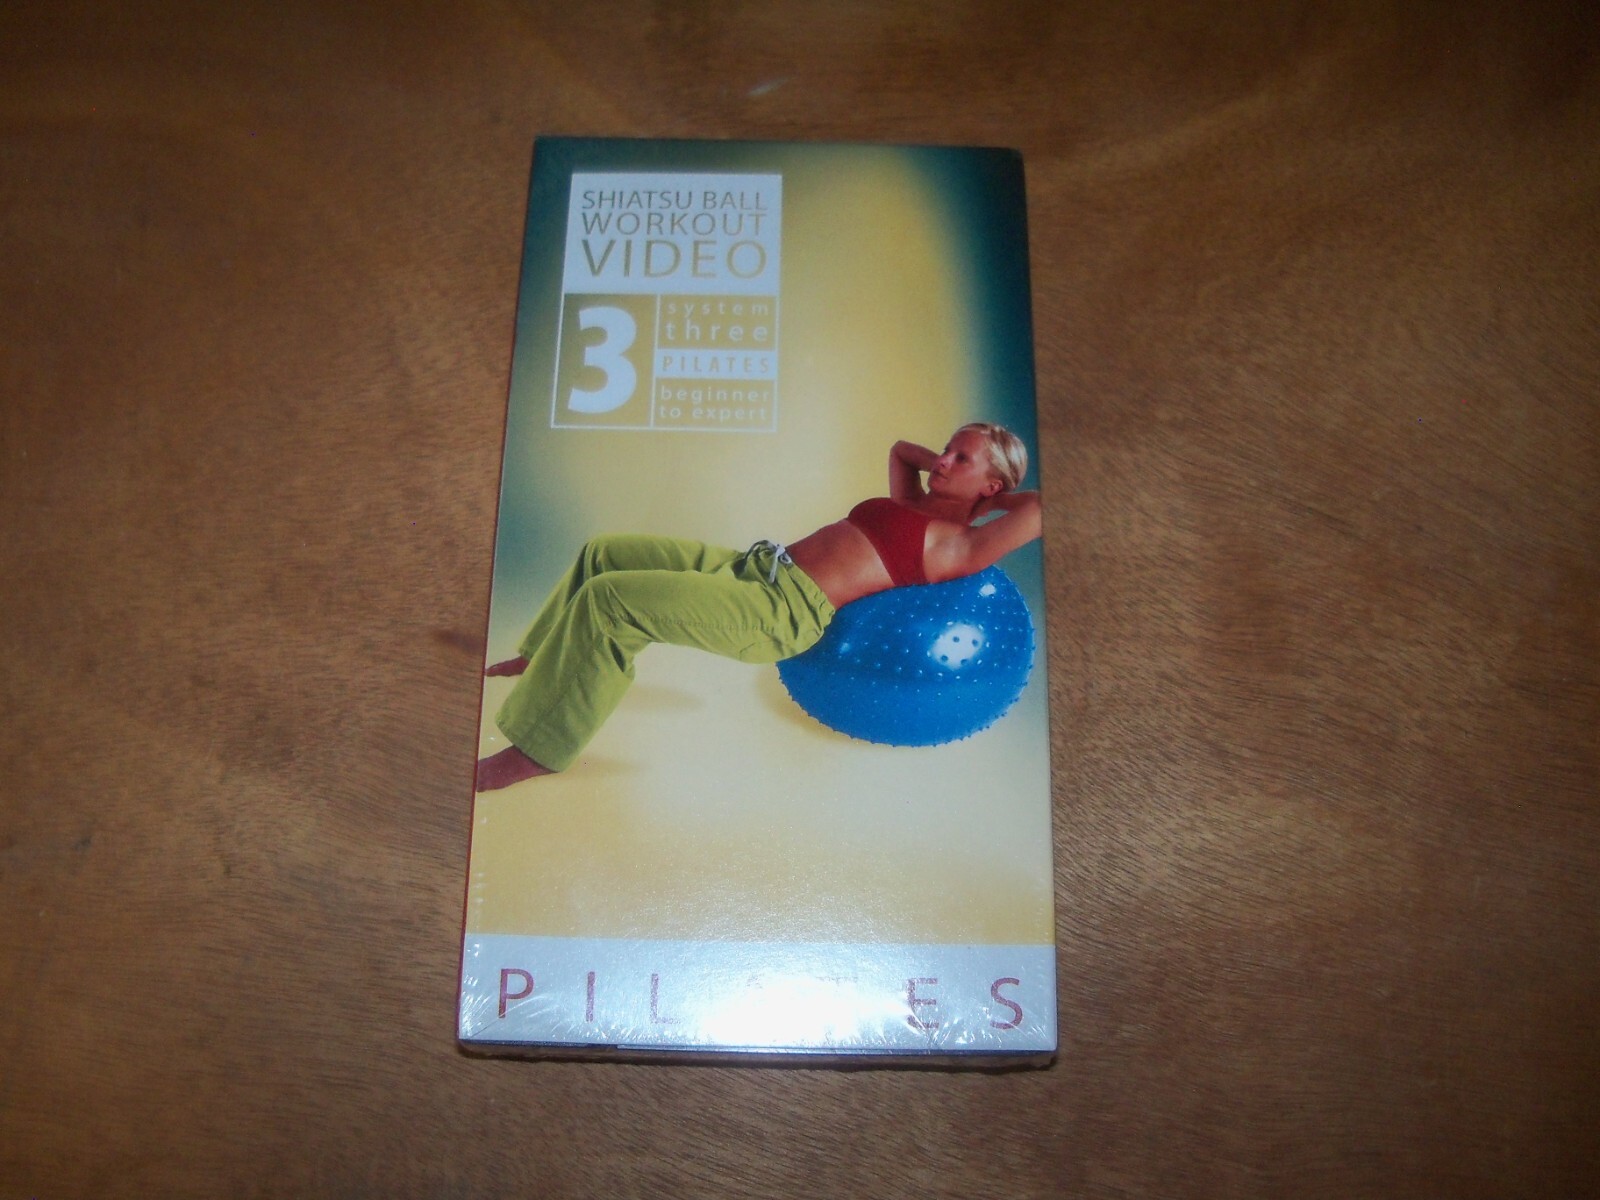 SHIATSU BALL
WORKOUT
VIDEO
3
system
three
PILATES
beginner
to expert
PILATES